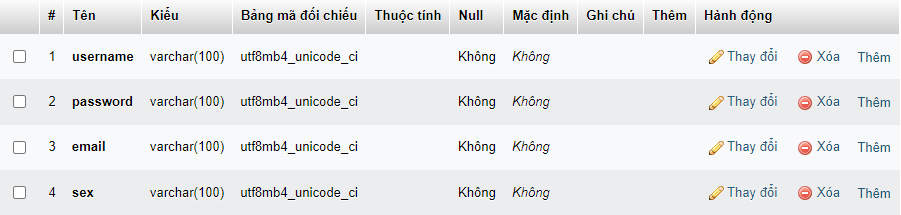 # Tên Kiểu Bảng mã đối chiếu Thuộc tính Null Mặc định Ghi chú Thêm Hành động
1 username varchar(100) utf8mb4_unicode_ci Không Không Thay đổi Xóa Thêm
2 password varchar(100) utf8mb4_unicode_ci Không Không Thay đổi Xóa Thêm
3 email varchar(100) utf8mb4_unicode_ci Không Không Thay đổi Xóa Thêm
4 sex varchar(100) utf8mb4_unicode_ci Không Không Thay đổi Xóa Thêm